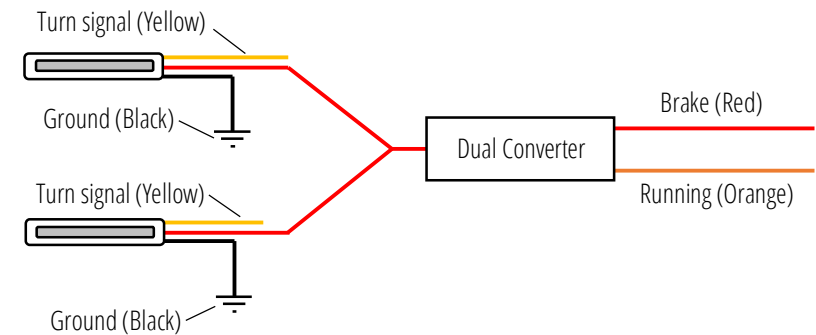 Turn signal (Yellow)
Ground (Black)
Brake (Red)
Dual Converter
Running (Orange)
Turn signal (Yellow)
Ground (Black)